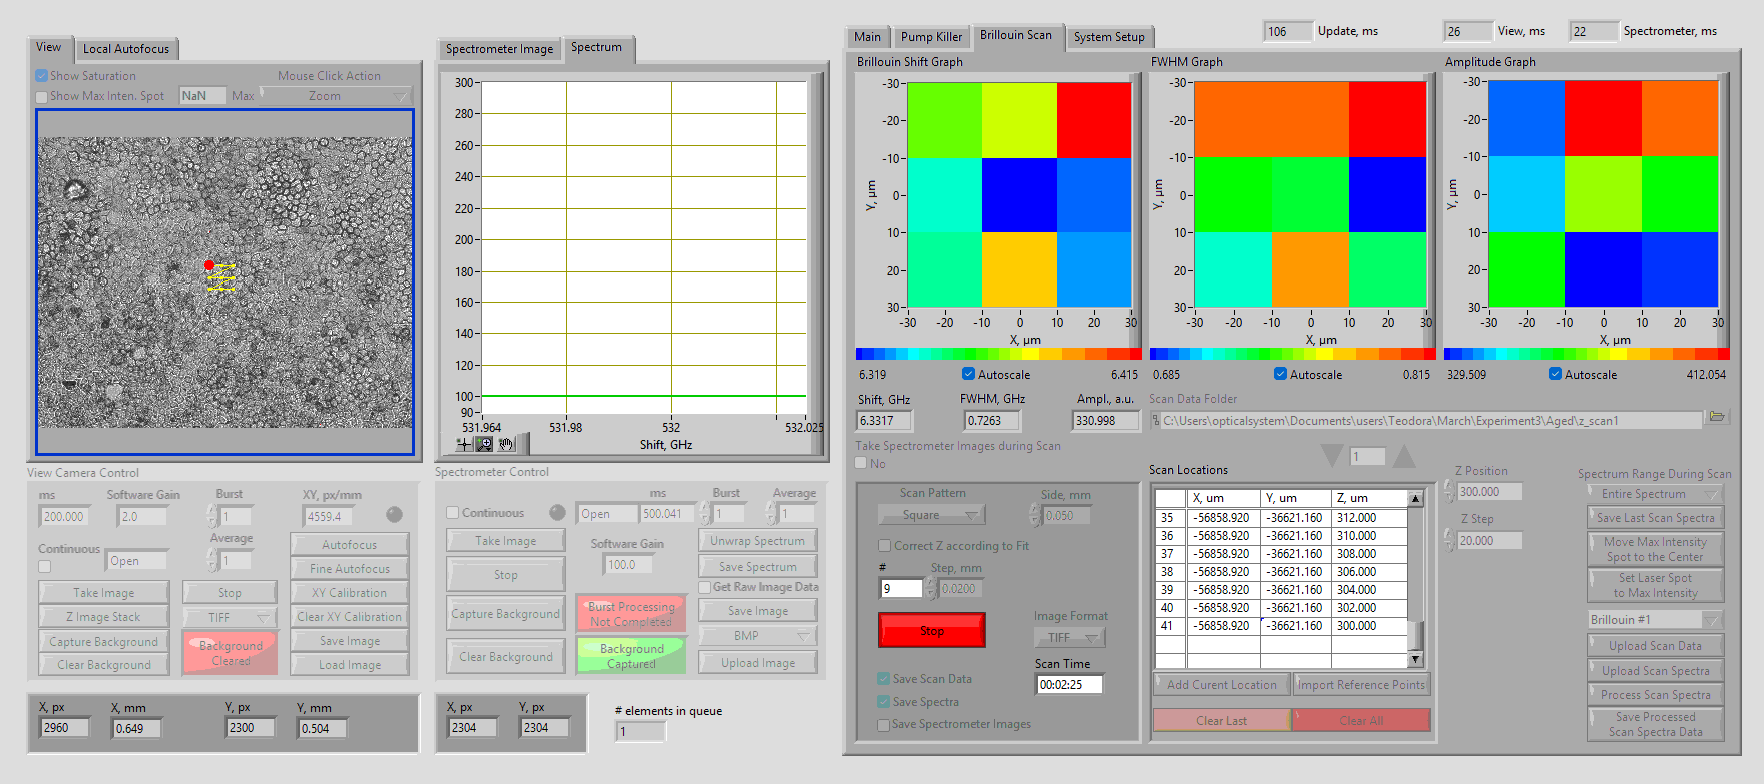 106 Update, ms 26 View, ms 22 Spectrometer, ms
View Local Autofocus
Show Saturation Mouse Click Action
Show Max Inten. Spot NaN Max Zoom
Spectrometer Image Spectrum
300
280
260
240
220
200
180
160
140
120
100
90
531.964 531.98 532 532.025
Shift, GHz
Main Pump Killer Brillouin Scan System Setup
Brillouin Shift Graph
-30
-20
-10
0
10
20
30
Y, µm
-30 -20 -10 0 10 20 30
X, µm
6.319 Autoscale 6.415
FWHM Graph
-30
-20
-10
0
10
20
30
Y, µm
-30 -20 -10 0 10 20 30
X, µm
0.685 Autoscale 0.815
Amplitude Graph
-30
-20
-10
0
10
20
30
Y, µm
-30 -20 -10 0 10 20 30
X, µm
329.509 Autoscale 412.054
Shift, GHz FWHM, GHz Ampl., a.u. Scan Data Folder
6.3317 0.7263 330.998 C:\Users\opticalsystem\Documents\users\Teodora\March\Experiment3\Aged\z_scan1
Take Spectrometer Images during Scan
No
View Camera Control
ms Software Gain Burst XY, px/mm
200.000 2.0 1 4559.4
Continuous Open Average 1
Autofocus
Fine Autofocus
Take Image Stop XY Calibration
Z Image Stack TIFF Clear XY Calibration
Capture Background Background Cleared Save Image
Clear Background Load Image
X, px X, mm Y, px Y, mm
2960 0.649 2300 0.504
Spectrometer Control
ms Burst Average
Continuous Open 500.041 1 1
Take Image Software Gain Unwrap Spectrum
Stop 100.0 Save Spectrum
Get Raw Image Data
Capture Background Burst Processing Not Completed Save Image
BMP
Clear Background Background Captured Upload Image
X, px Y, px
2304 2304
# elements in queue
1
Scan Pattern Side, mm
Square 0.050
Correct Z according to Fit
# Step, mm
9 0.0200
Stop Image Format
TIFF
Scan Time
Save Scan Data 00:02:25
Save Spectra
Save Spectrometer Images
Scan Locations 1
X, um Y, um Z, um
35 -56858.920 -36621.160 312.000
36 -56858.920 -36621.160 310.000
37 -56858.920 -36621.160 308.000
38 -56858.920 -36621.160 306.000
39 -56858.920 -36621.160 304.000
40 -56858.920 -36621.160 302.000
41 -56858.920 -36621.160 300.000
Add Curent Location Import Reference Points
Clear Last Clear All
Z Position
300.000
Z Step
20.000
Spectrum Range During Scan
Entire Spectrum
Save Last Scan Spectra
Move Max Intensity
Spot to the Center
Set Laser Spot
to Max Intensity
Brillouin #1
Upload Scan Data
Upload Scan Spectra
Process Scan Spectra
Save Processed
Scan Spectra Data